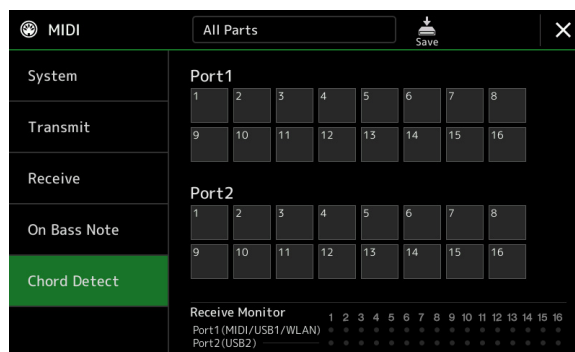 MIDI
All Parts
Save
System
Transmit
Receive
On Bass Note
Chord Detect
Port1
1 2 3 4 5 6 7 8
9 10 11 12 13 14 15 16
Port2
1 2 3 4 5 6 7 8
9 10 11 12 13 14 15 16
Receive Monitor 1 2 3 4 5 6 7 8 9 10 11 12 13 14 15 16
Port1(MIDI/USB1/WLAN)
Port2(USB2)